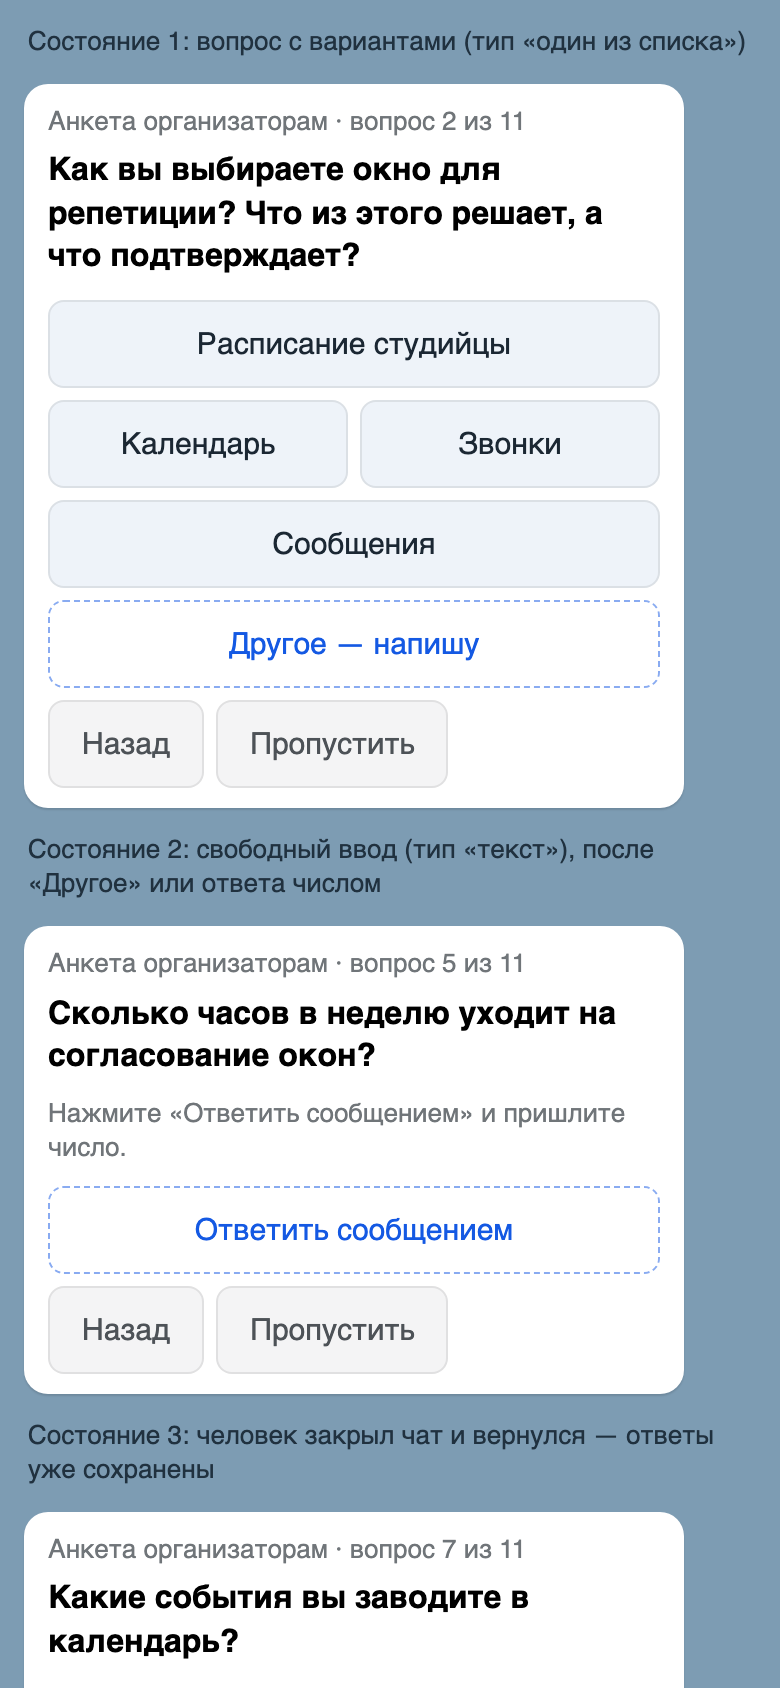 Состояние 1: вопрос с вариантами (тип «один из списка»)
Анкета организаторам · вопрос 2 из 11
Как вы выбираете окно для
репетиции? Что из этого решает, а
что подтверждает?
Расписание студийцы
Календарь
Звонки
Сообщения
Другое — напишу
Назад
Пропустить
Состояние 2: свободный ввод (тип «текст»), после
«Другое» или ответа числом
Анкета организаторам · вопрос 5 из 11
Сколько часов в неделю уходит на
согласование окон?
Нажмите «Ответить сообщением» и пришлите
число.
Ответить сообщением
Назад
Пропустить
Состояние 3: человек закрыл чат и вернулся — ответы
уже сохранены
Анкета организаторам · вопрос 7 из 11
Какие события вы заводите в
календарь?